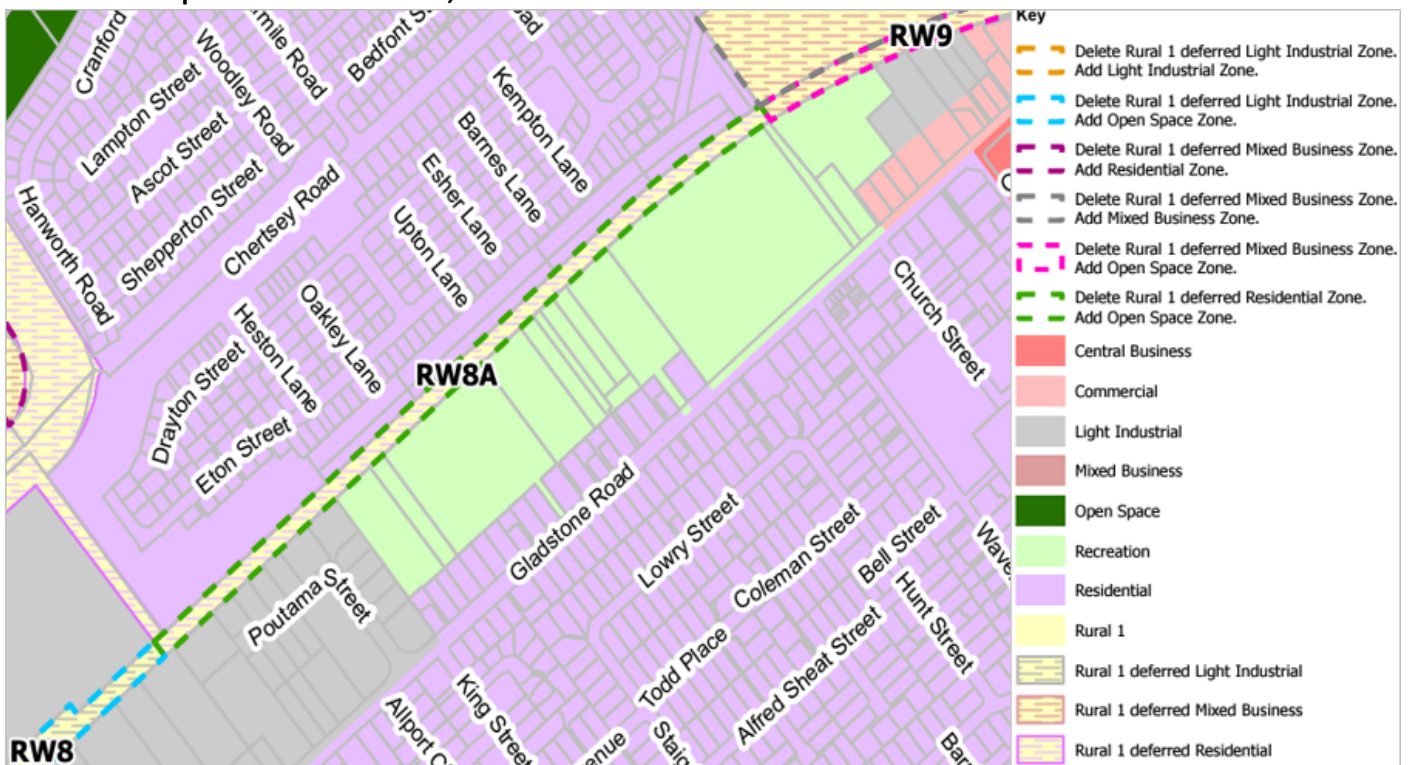 Cranford
Woodley Road
Bedfont
Lampton Street
Ascot Street
Shepperton Street
Hanworth Road
Chertsey Road
Kempton Lane
Barnes Lane
Esher Lane
Upton Lane
Oakley Lane
Heston Lane
Drayton Street
Eton Street
RW9
RW8A
RW8
Church Street
Gladstone Road
Lowry Street
Coleman Street
Bell Street
Hunt Street
Poutama Street
Todd Place
Alfred Sheat Street
King Street
Allport
Key
Delete Rural 1 deferred Light Industrial Zone.
Add Light Industrial Zone.
Delete Rural 1 deferred Light Industrial Zone.
Add Open Space Zone.
Delete Rural 1 deferred Mixed Business Zone.
Add Residential Zone.
Delete Rural 1 deferred Mixed Business Zone.
Add Mixed Business Zone.
Delete Rural 1 deferred Mixed Business Zone.
Add Open Space Zone.
Delete Rural 1 deferred Residential Zone.
Add Open Space Zone.
Central Business
Commercial
Light Industrial
Mixed Business
Open Space
Recreation
Residential
Rural 1
Rural 1 deferred Light Industrial
Rural 1 deferred Mixed Business
Rural 1 deferred Residential